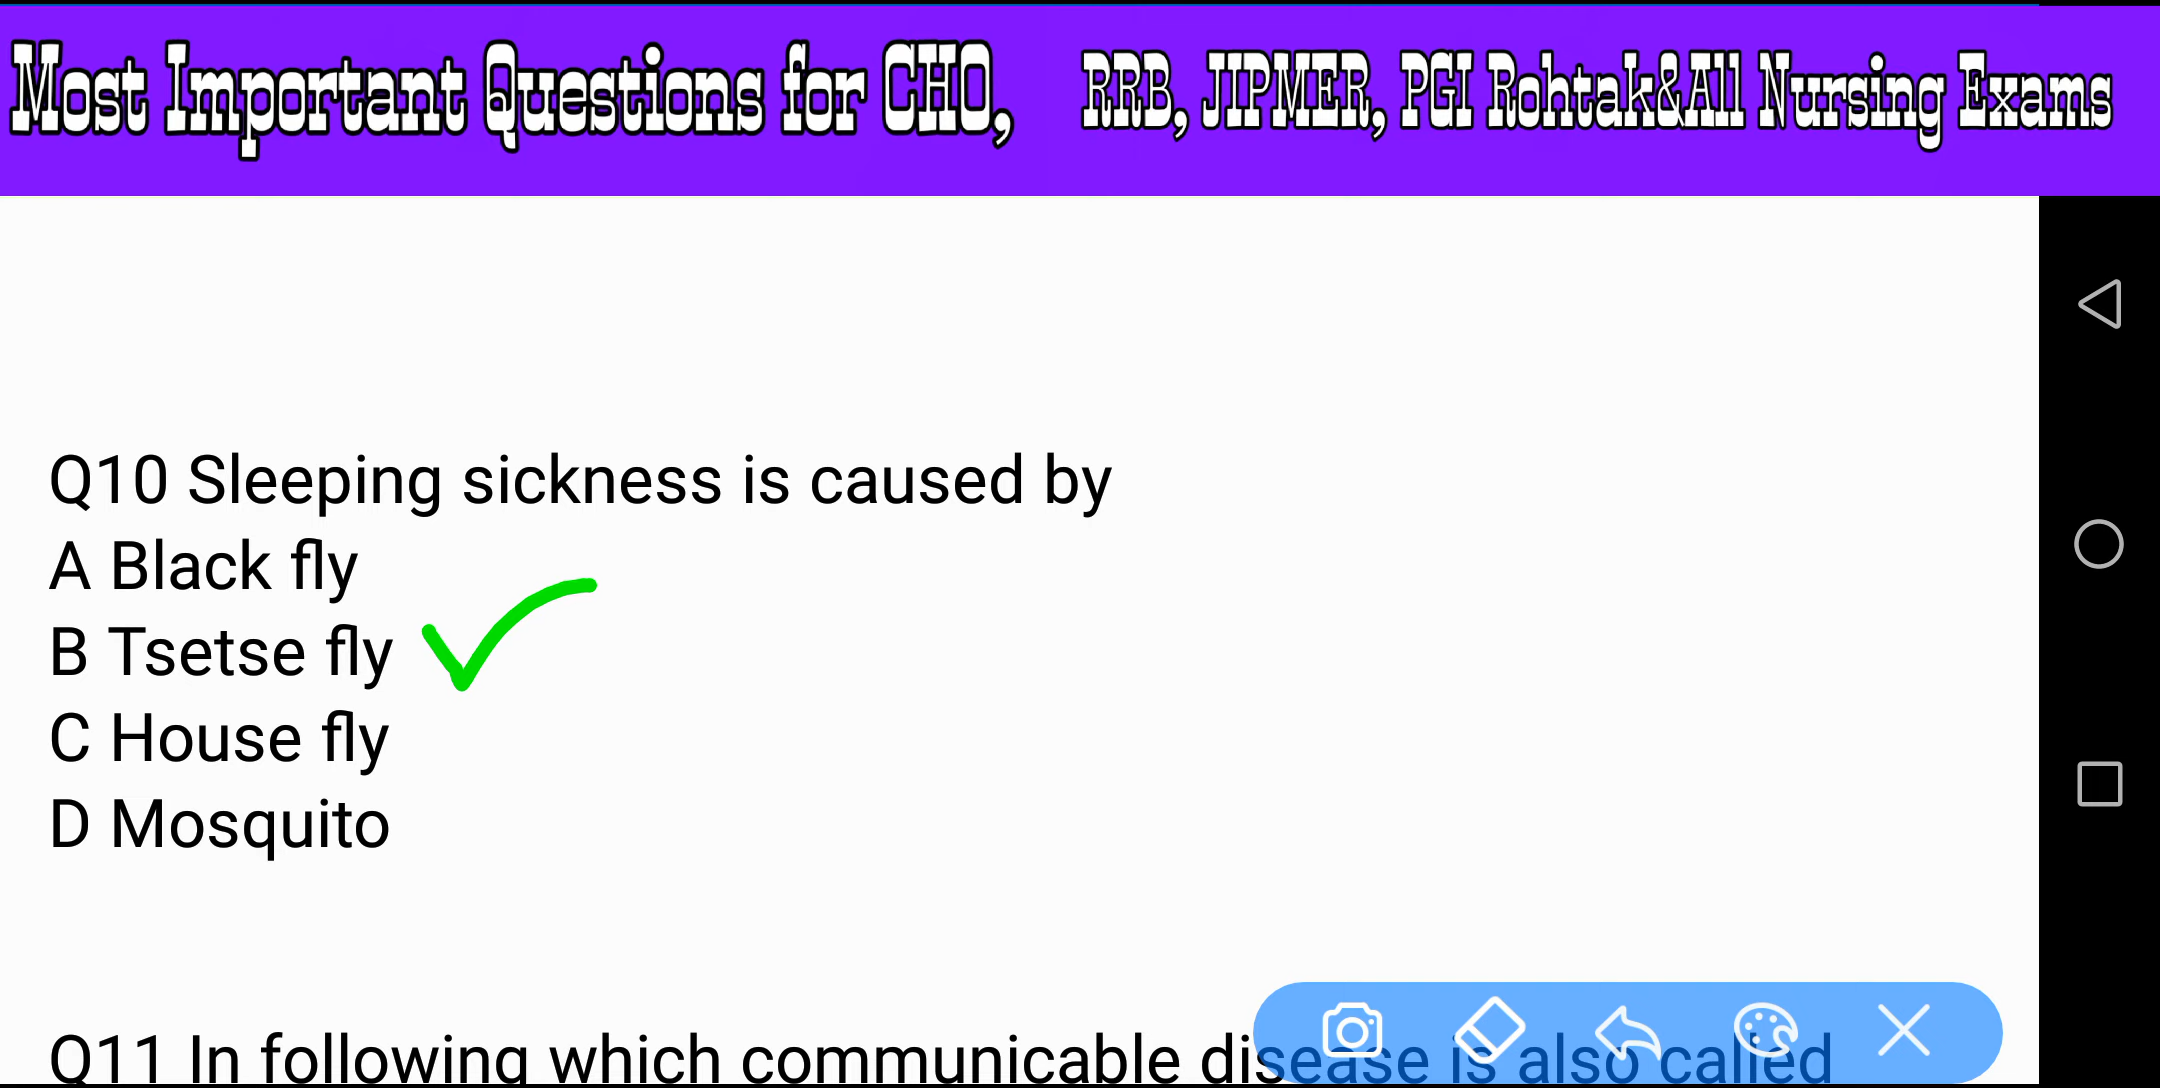 Most Important Questions for CHO, RRB, JIPMER, PGI Rohtak&All Nursing Exams
Q10 Sleeping sickness is caused by
A Black fly
B Tsetse fly
C House fly
D Mosquito
Q11 In following which communicable disease is also called